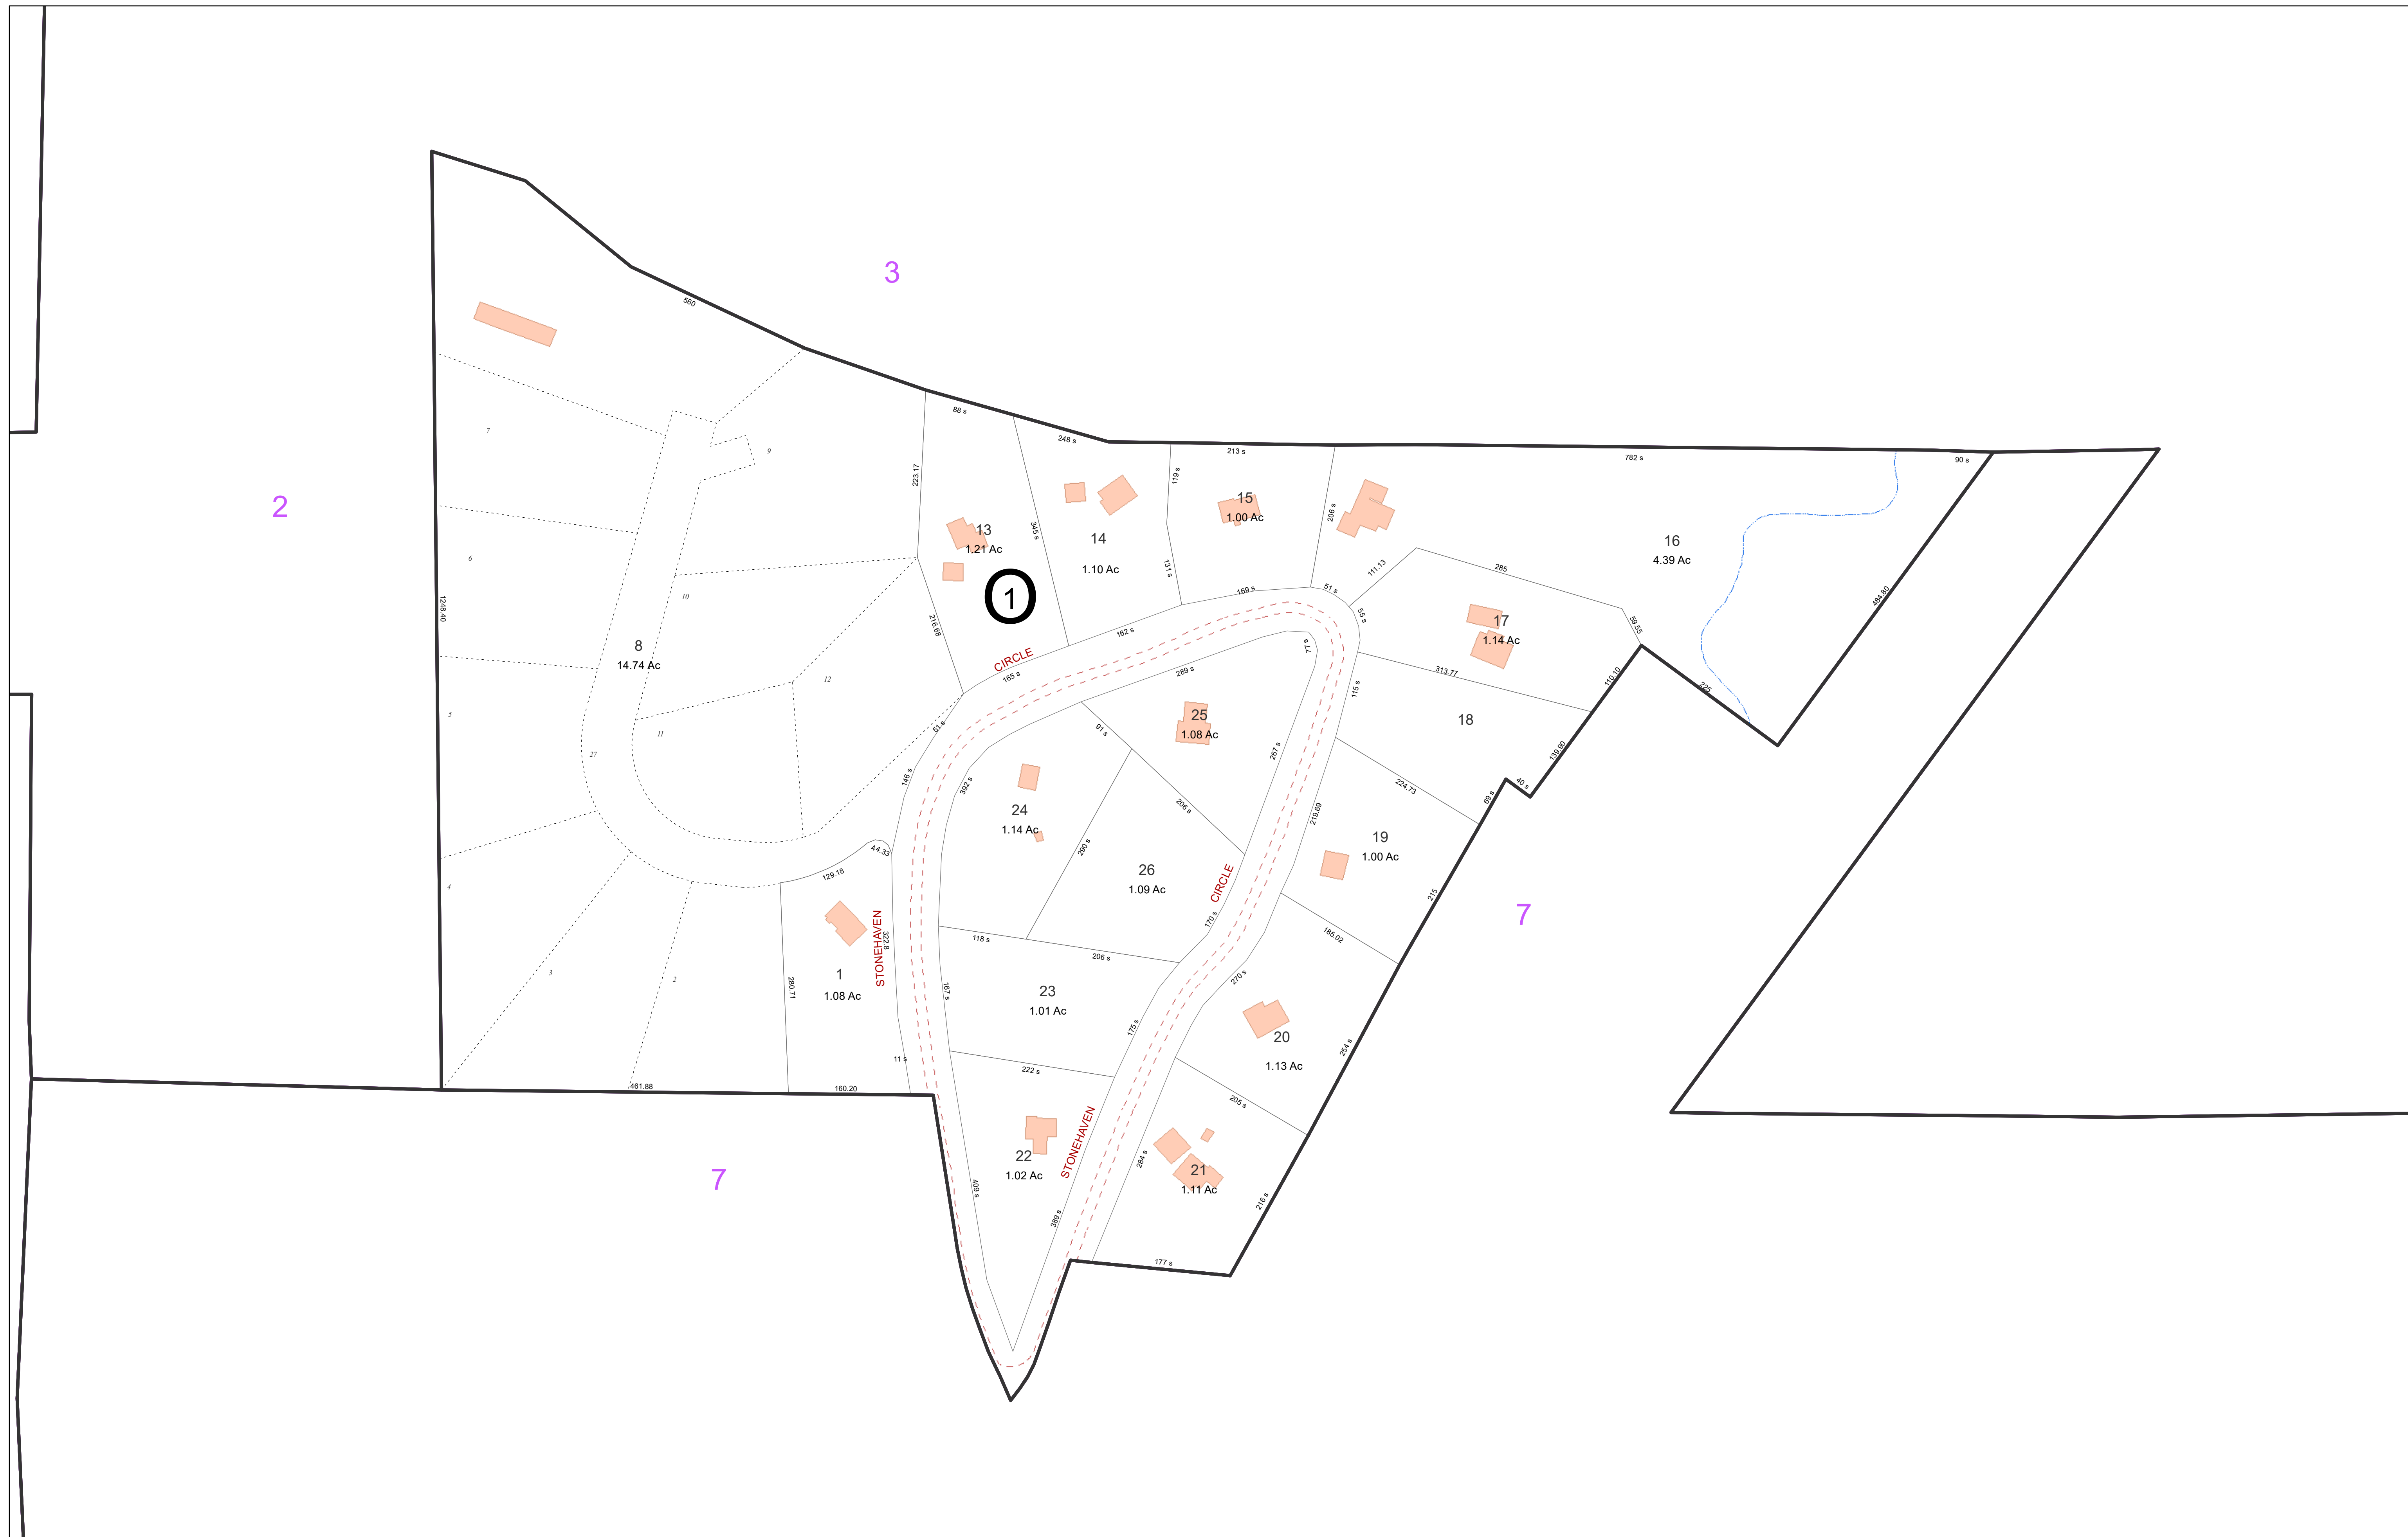 3
560
88 s
248 s
213 s
782 s
90 s
7
9
223.17
119 s
15
1.00 Ac
2
345 s
206 s
13
1.21 Ac
14
1.10 Ac
16
4.39 Ac
6
131 s
111.13
285
1
10
1248.40
216.68
169 s
51 s
55 s
484.80
17
1.14 Ac
59.55
8
14.74 Ac
162 s
77 s
CIRCLE
165 s
289 s
313.77
110.10
12
115 s
225
5
11
51 s
91 s
25
1.08 Ac
18
27
146 s
392 s
267 s
139.90
224.73
40 s
69 s
24
1.14 Ac
206 s
219.69
19
1.00 Ac
44.33
129.18
290 s
4
26
1.09 Ac
CIRCLE
215
7
170 s
STONEHAVEN
322.8
118 s
206 s
185.02
3
2
1
1.08 Ac
280.71
167 s
23
1.01 Ac
270 s
175 s
20
1.13 Ac
254 s
11 s
222 s
461.88
160.20
205 s
STONEHAVEN
22
1.02 Ac
284 s
21
1.11 Ac
7
409 s
389 s
216 s
177 s